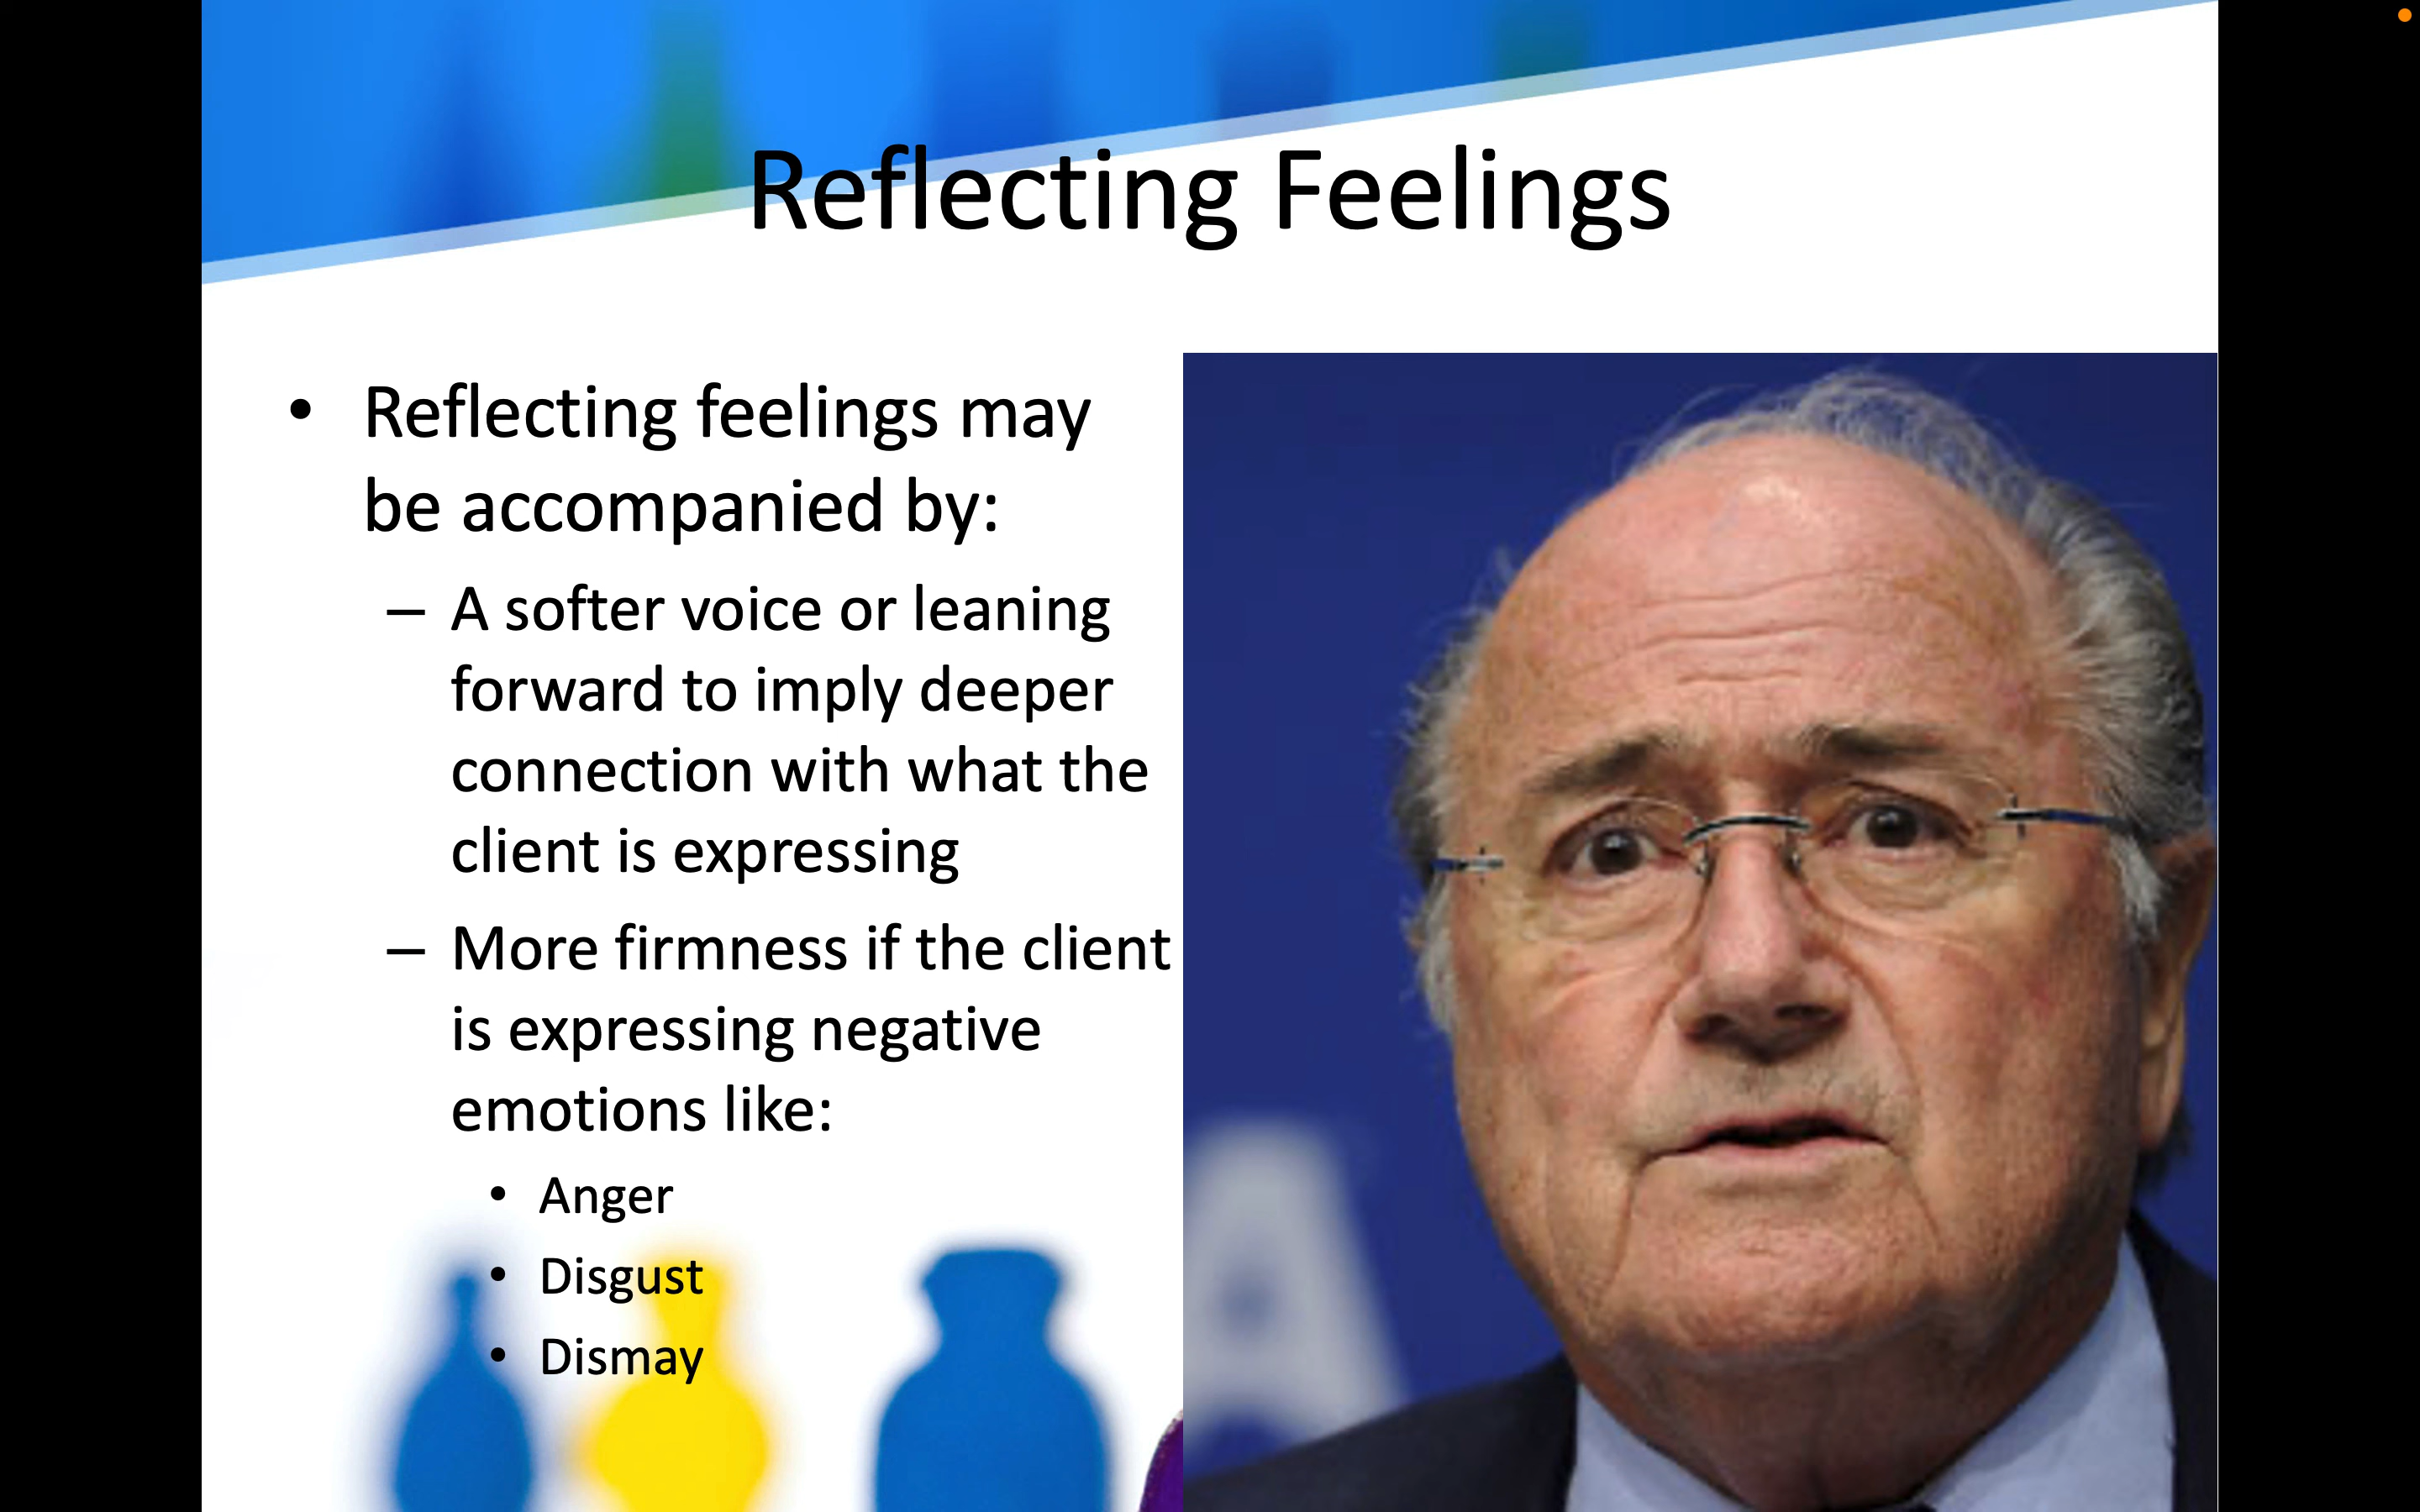 Reflecting Feelings
• Reflecting feelings may
be accompanied by:
– A softer voice or leaning
forward to imply deeper
connection with what the
client is expressing
– More firmness if the client
is expressing negative
emotions like:
• Anger
• Disgust
• Dismay
A